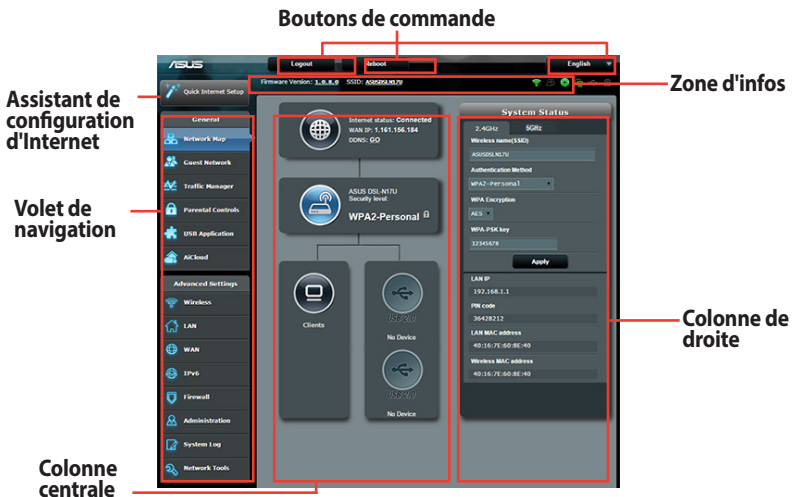 Boutons de commande
ASUS
Logout
Reboot
English
Quick Internet Setup
Firmware Version: 1.0.8.0 SSID: ASUSDSLN17U
Zone d'infos
Assistant de
configuration
d'Internet
General
Network Map
Guest Network
Traffic Manager
Parental Controls
USB Application
AiCloud
Volet de
navigation
Advanced Settings
Wireless
LAN
WAN
IPv6
Firewall
Administration
System Log
Network Tools
Internet status: Connected
WAN IP: 1.161.156.184
DDNS: GO
ASUS DSL-N17U
Security level:
WPA2-Personal
Clients
USB 2.0
No Device
USB 2.0
No Device
System Status
2.4GHz 5GHz
Wireless name(SSID)
ASUSDSLN17U
Authentication Method
WPA2-Personal
WPA Encryption
AES
WPA-PSK key
12345678
Apply
LAN IP
192.168.1.1
PIN code
36428212
LAN MAC address
40:16:7E:60:8E:40
Wireless MAC address
40:16:7E:60:8E:40
Colonne de
droite
Colonne
centrale